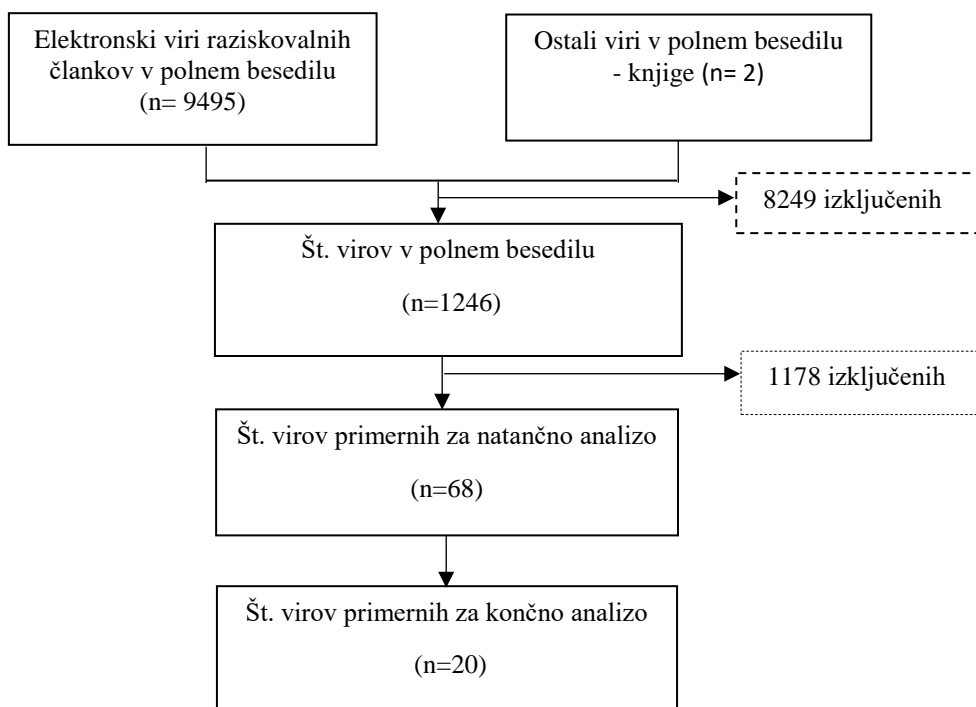 Elektronski viri raziskovalnih
člankov v polnem besedilu
(n= 9495)
Ostali viri v polnem besedilu
- knjige (n= 2)
8249 izključenih
Št. virov v polnem besedilu
(n=1246)
1178 izključenih
Št. virov primernih za natančno analizo
(n=68)
Št. virov primernih za končno analizo
(n=20)